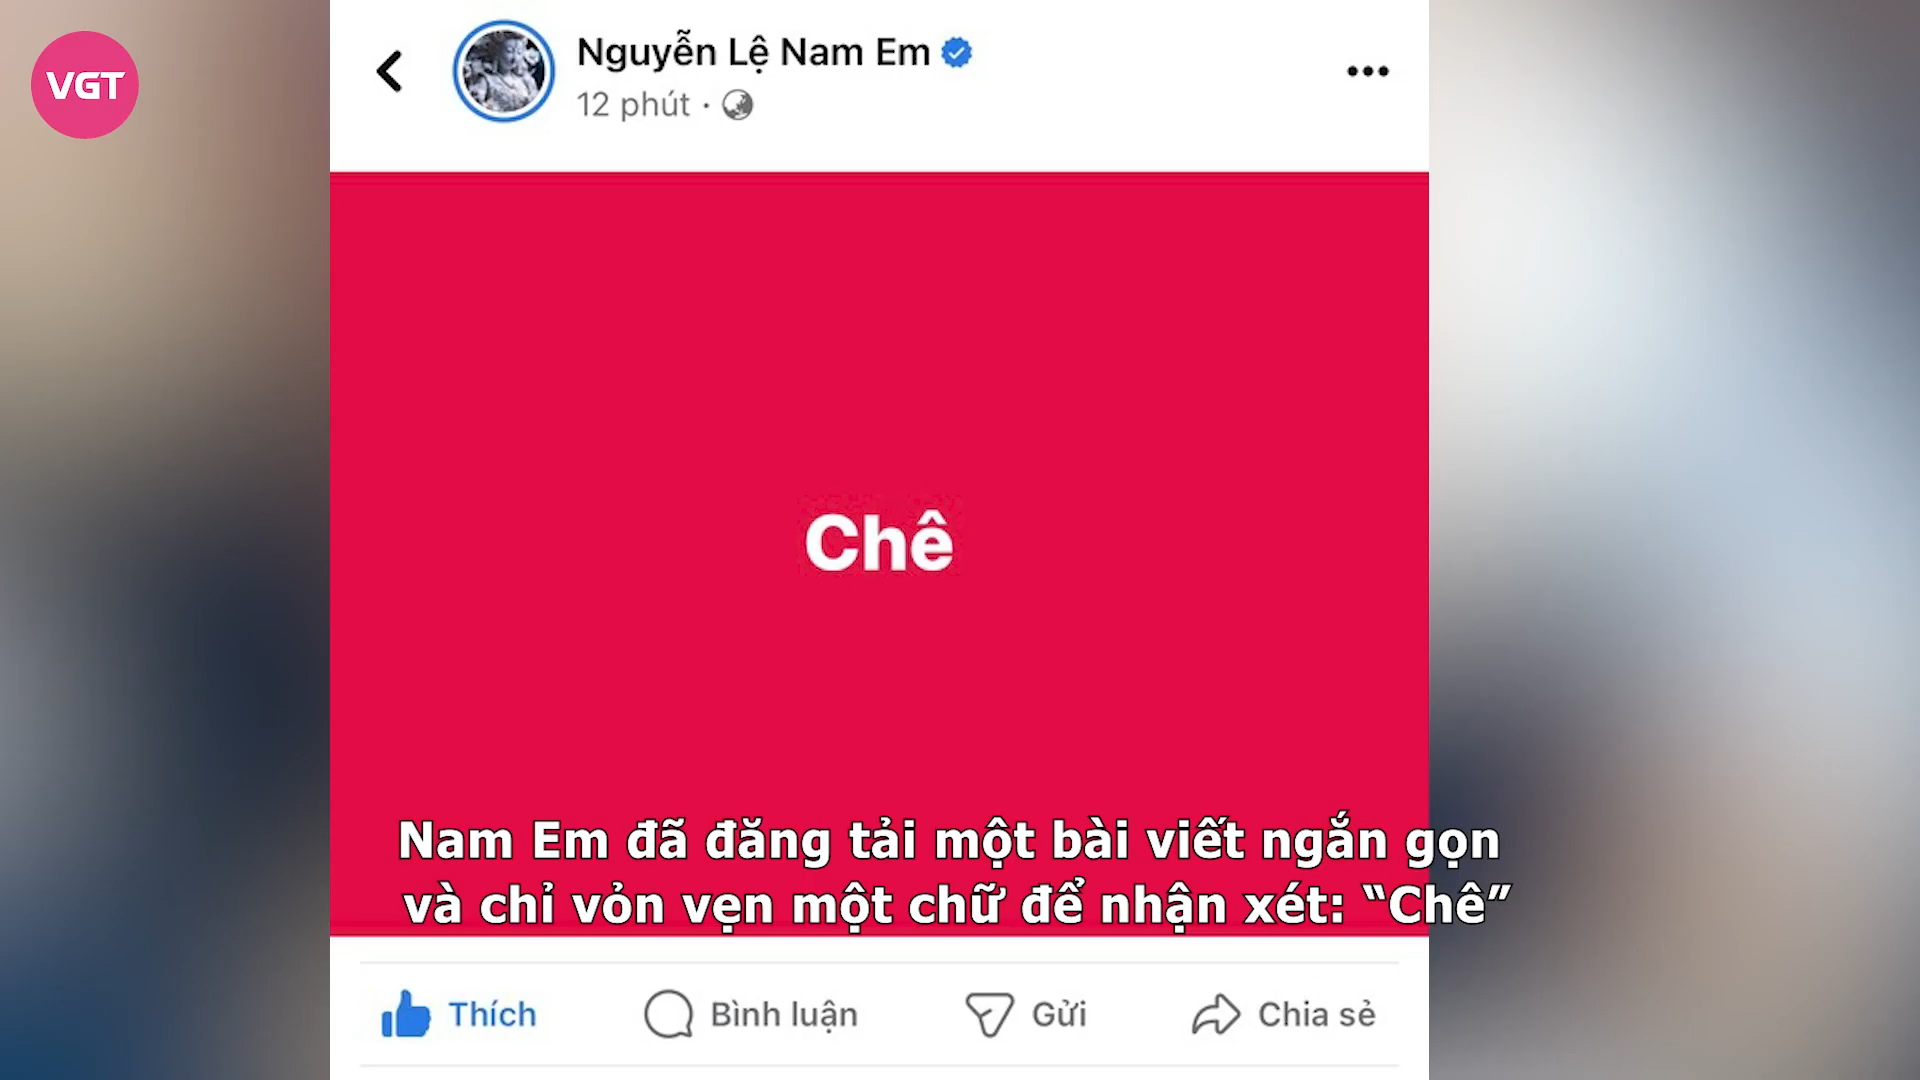 VGT
Nguyễn Lệ Nam Em
12 phút ·
Chê
Nam Em đã đăng tải một bài viết ngắn gọn
và chỉ vỏn vẹn một chữ để nhận xét: “Chê”
Thích
Bình luận
Gửi
Chia sẻ